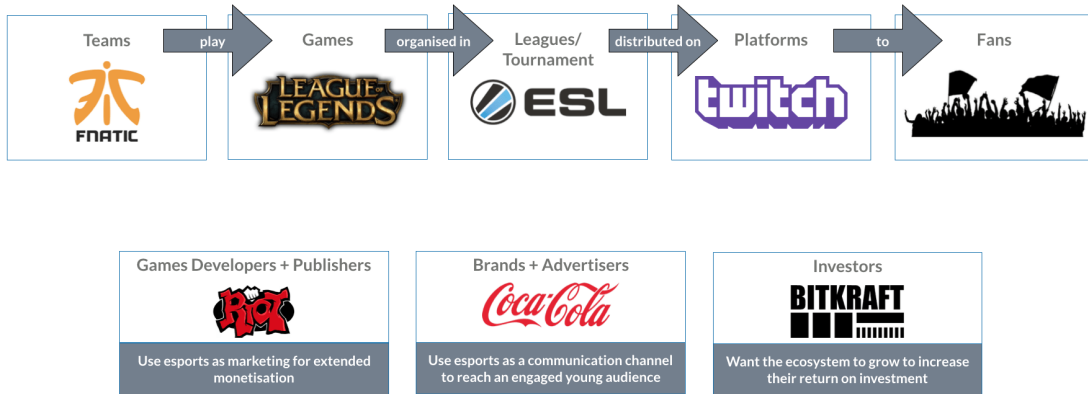 Teams
play
Games
organised in
Leagues/
Tournament
distributed on
Platforms
to
Fans
FNATIC
LEAGUE OF
LEGENDS
ESL
twitch
Games Developers + Publishers
RIOT
Use esports as marketing for extended
monetisation
Brands + Advertisers
Coca-Cola
Use esports as a communication channel
to reach an engaged young audience
Investors
BITKRAFT
Want the ecosystem to grow to increase
their return on investment